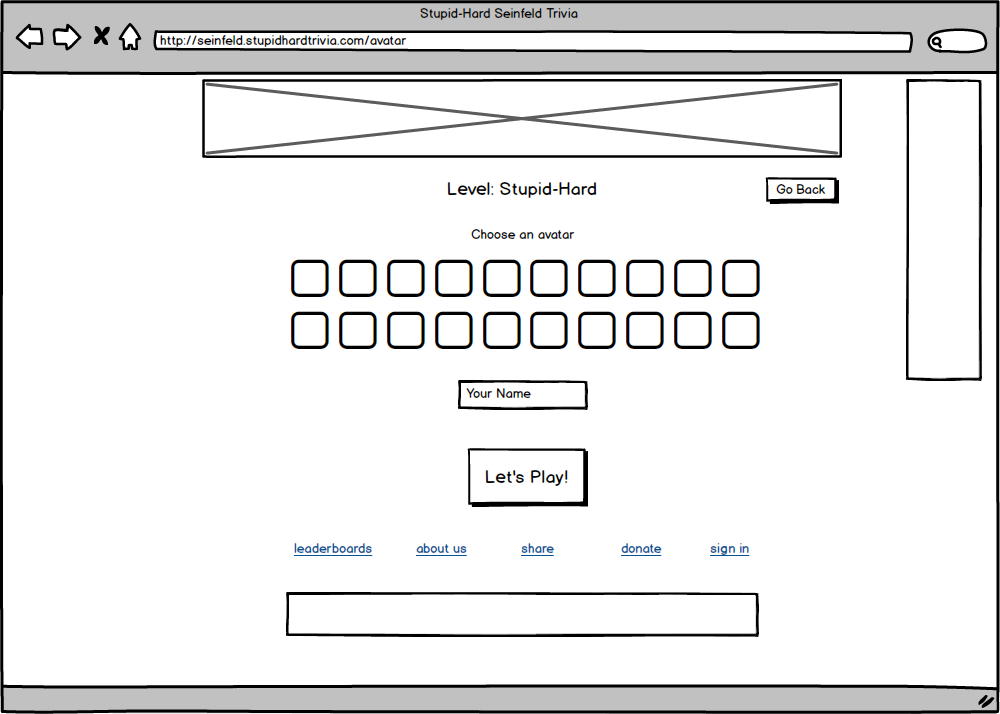 Stupid-Hard Seinfeld Trivia
http://seinfeld.stupidhardtrivia.com/avatar
Level: Stupid-Hard
Go Back
Choose an avatar
Your Name
Let's Play!
leaderboards about us share donate sign in